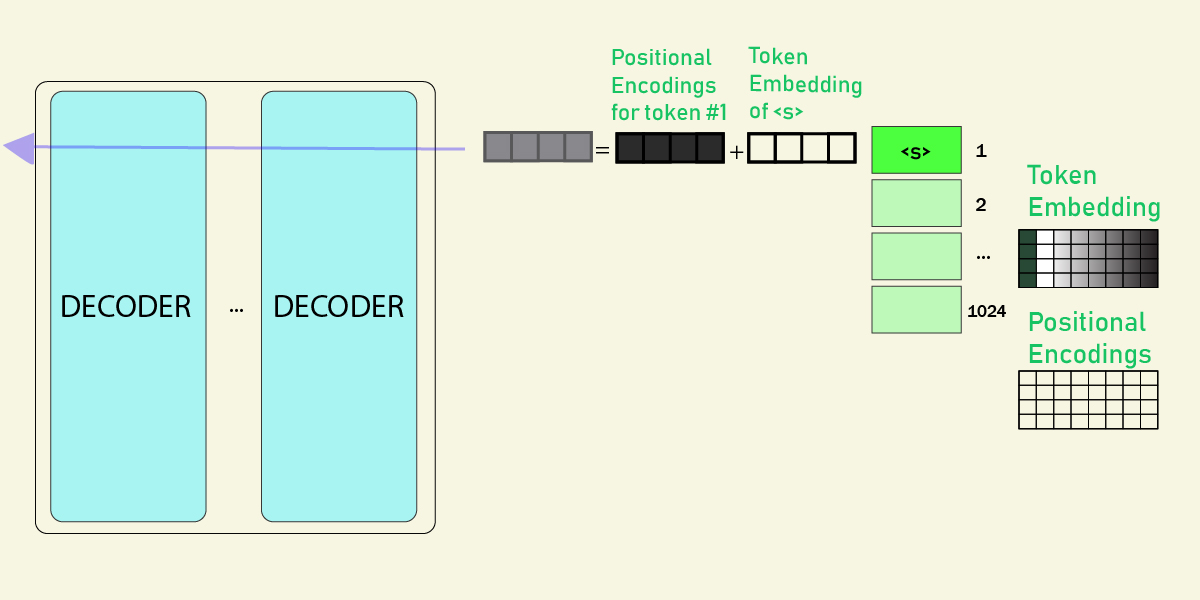 Positional
Encodings
for token #1
Token
Embedding
of <s>
=
+
<s>
1
2
...
1024
Token
Embedding
Positional
Encodings
DECODER
...
DECODER